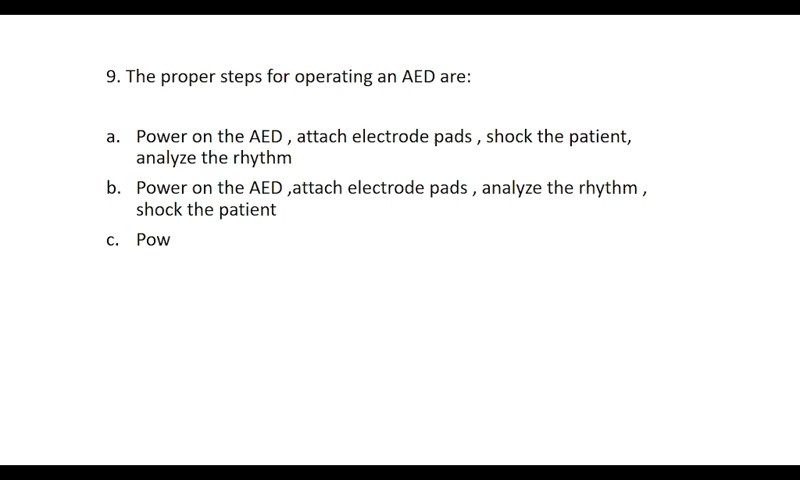 9. The proper steps for operating an AED are:
a. Power on the AED , attach electrode pads , shock the patient,
analyze the rhythm
b. Power on the AED ,attach electrode pads , analyze the rhythm ,
shock the patient
c. Pow